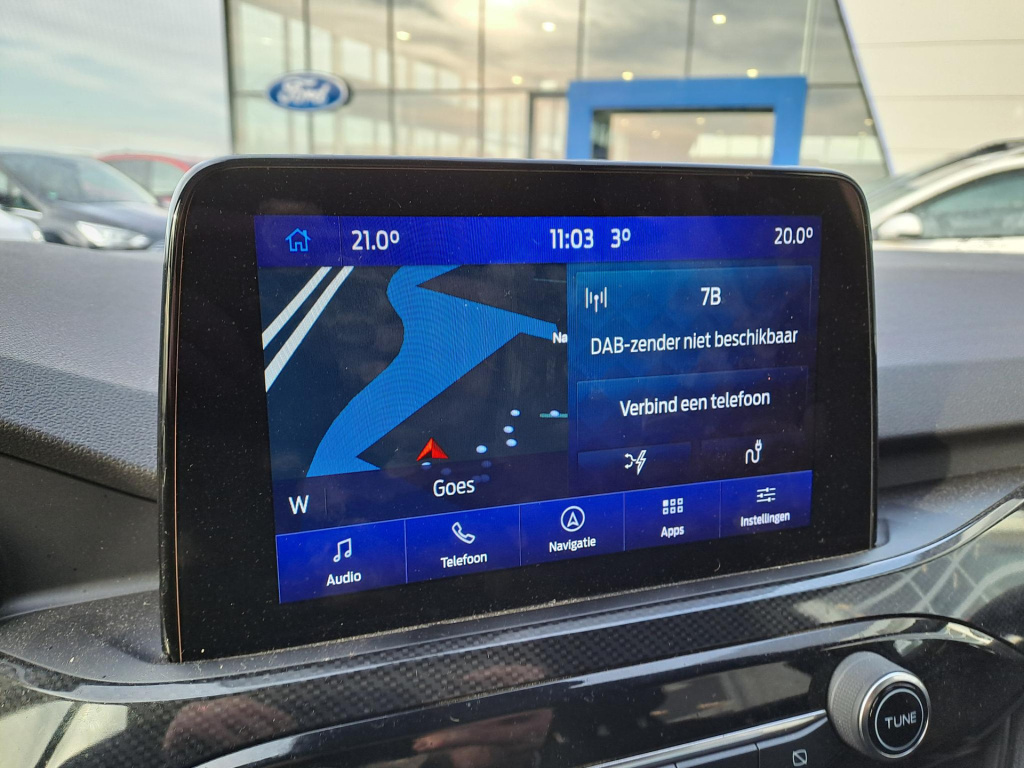 Ford
21.0° 11:03 3° 20.0°
7B
DAB-zender niet beschikbaar
Na
Verbind een telefoon
Goes
W
Audio Telefoon Navigatie Apps Instellingen
TUNE